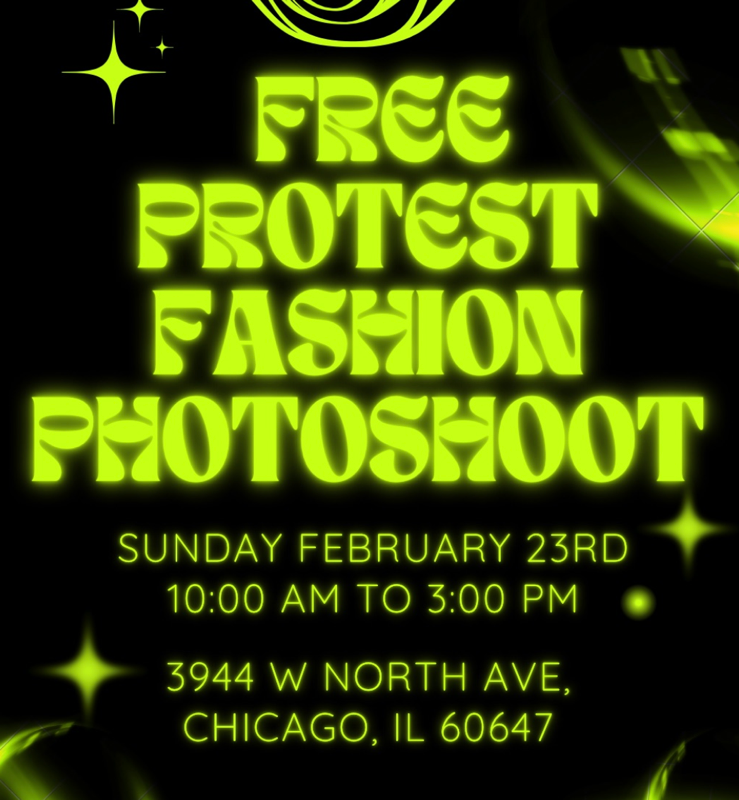 FREE
PROTEST
FASHION
PHOTOSHOOT
SUNDAY FEBRUARY 23RD
10:00 AM TO 3:00 PM
3944 W NORTH AVE,
CHICAGO, IL 60647